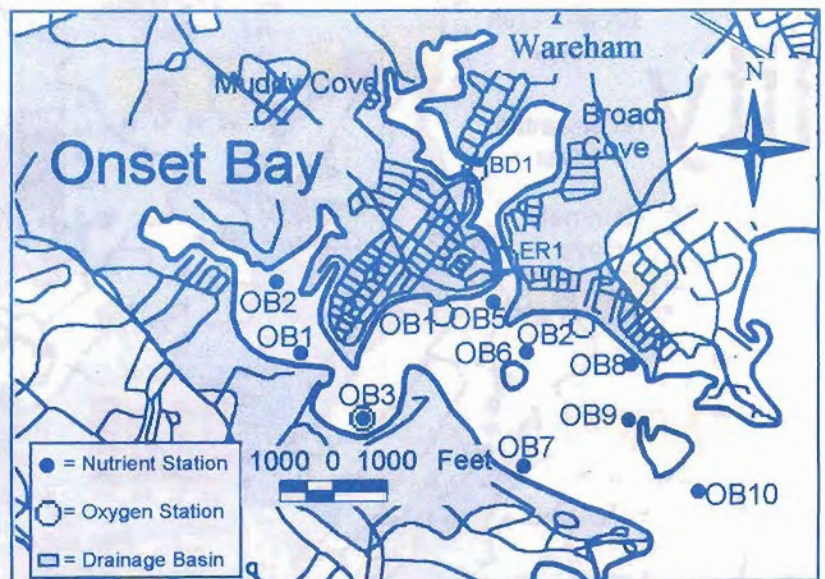 Wareham
N
Muddy Cove
Broad
Cove
Onset Bay
BD1
ER1
OB2
OB1
OB5
OB2
OB1
OB6
OB8
OB3
OB9
OB7
OB10
= Nutrient Station
1000 0 1000 Feet
= Oxygen Station
= Drainage Basin